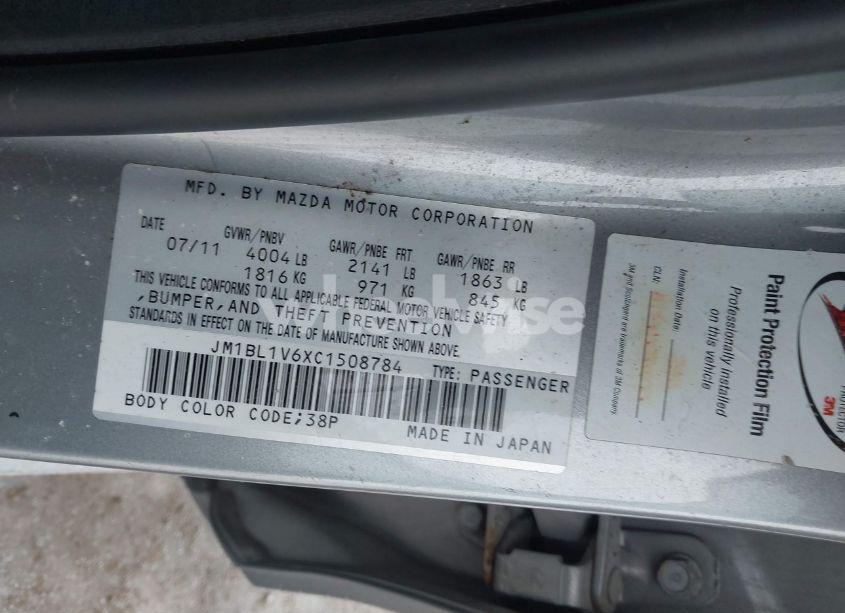 MFD. BY MAZDA MOTOR CORPORATION
DATE GVWR/PNBV GAWR/PNBE FRT GAWR/PNBE RR
07/11 4004 LB 2141 LB 1863 LB
1816 KG 971 KG 845 KG
THIS VEHICLE CONFORMS TO ALL APPLICABLE FEDERAL MOTOR VEHICLE SAFETY
,BUMPER,AND THEFT PREVENTION
STANDARDS IN EFFECT ON THE DATE OF MANUFACTURE SHOWN ABOVE.
JM1BL1V6XC1508784 TYPE: PASSENGER
BODY COLOR CODE;38P
MADE IN JAPAN
Paint Protection Film
Professionally installed
on this vehicle
Installation Date:
3M